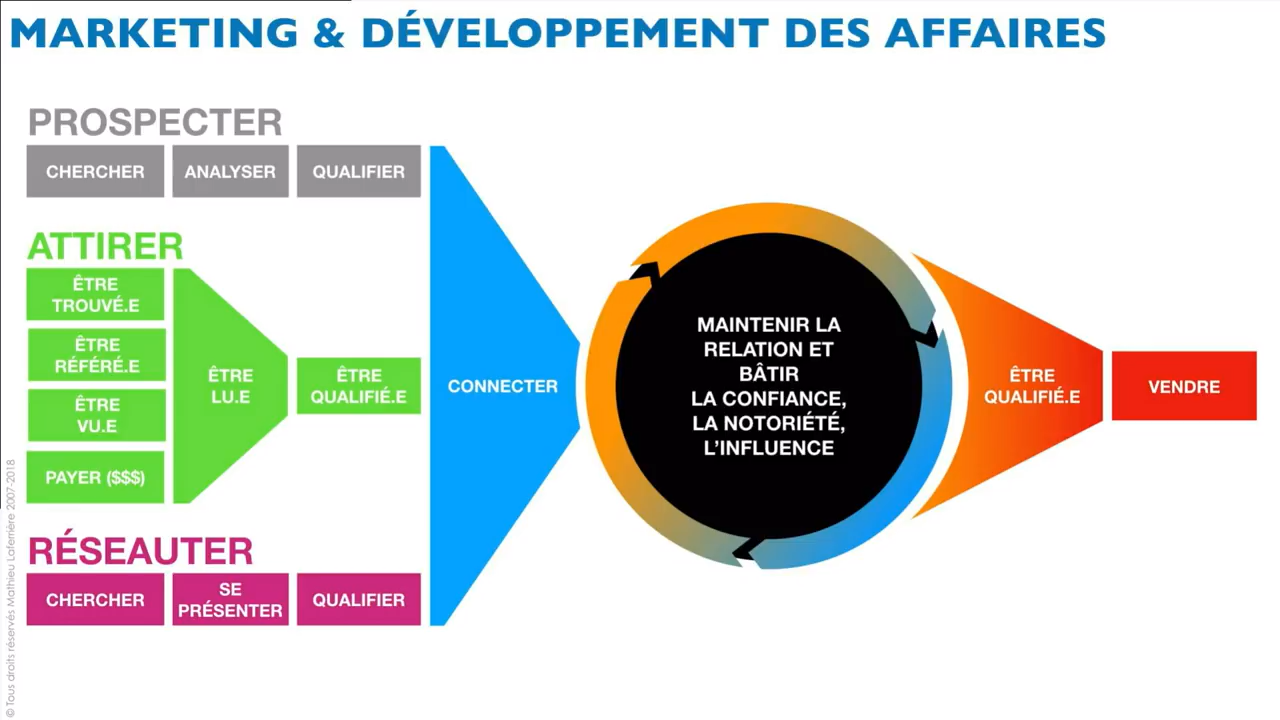 MARKETING & DÉVELOPPEMENT DES AFFAIRES
PROSPECTER
CHERCHER
ANALYSER
QUALIFIER
ATTIRER
ÊTRE
TROUVÉ.E
ÊTRE
RÉFÉRÉ.E
ÊTRE
VU.E
PAYER ($$$)
ÊTRE
LU.E
ÊTRE
QUALIFIÉ.E
RÉSEAUTER
CHERCHER
SE
PRÉSENTER
QUALIFIER
CONNECTER
MAINTENIR LA
RELATION ET
BÂTIR
LA CONFIANCE,
LA NOTORIÉTÉ,
L'INFLUENCE
ÊTRE
QUALIFIÉ.E
VENDRE
© Tous droits réservés Mathieu Laferrière 2007-2018